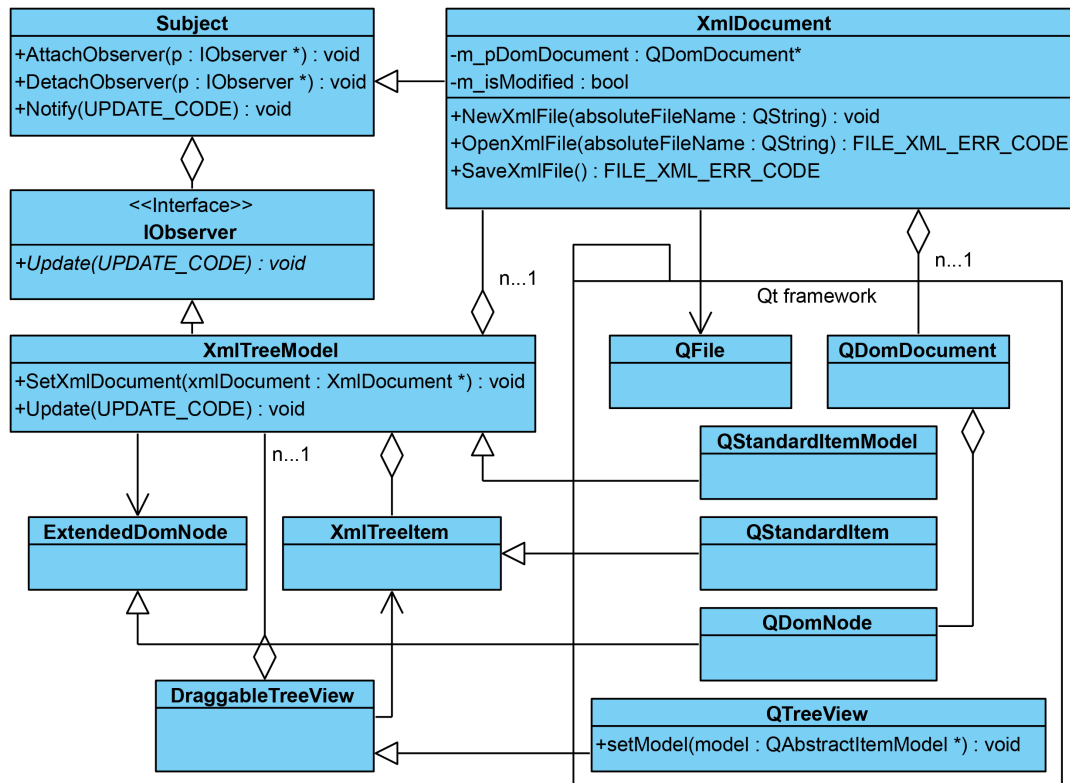 Subject
+AttachObserver(p : IObserver *) : void
+DetachObserver(p : IObserver *) : void
+Notify(UPDATE_CODE) : void
XmlDocument
-m_pDomDocument : QDomDocument*
-m_isModified : bool
+NewXmlFile(absoluteFileName : QString) : void
+OpenXmlFile(absoluteFileName : QString) : FILE_XML_ERR_CODE
+SaveXmlFile() : FILE_XML_ERR_CODE
<<Interface>>
IObserver
+Update(UPDATE_CODE) : void
n...1
n...1
Qt framework
XmlTreeModel
+SetXmlDocument(xmlDocument : XmlDocument *) : void
+Update(UPDATE_CODE) : void
QFile
QDomDocument
n...1
QStandardItemModel
ExtendedDomNode
XmlTreeItem
QStandardItem
QDomNode
DraggableTreeView
QTreeView
+setModel(model : QAbstractItemModel *) : void